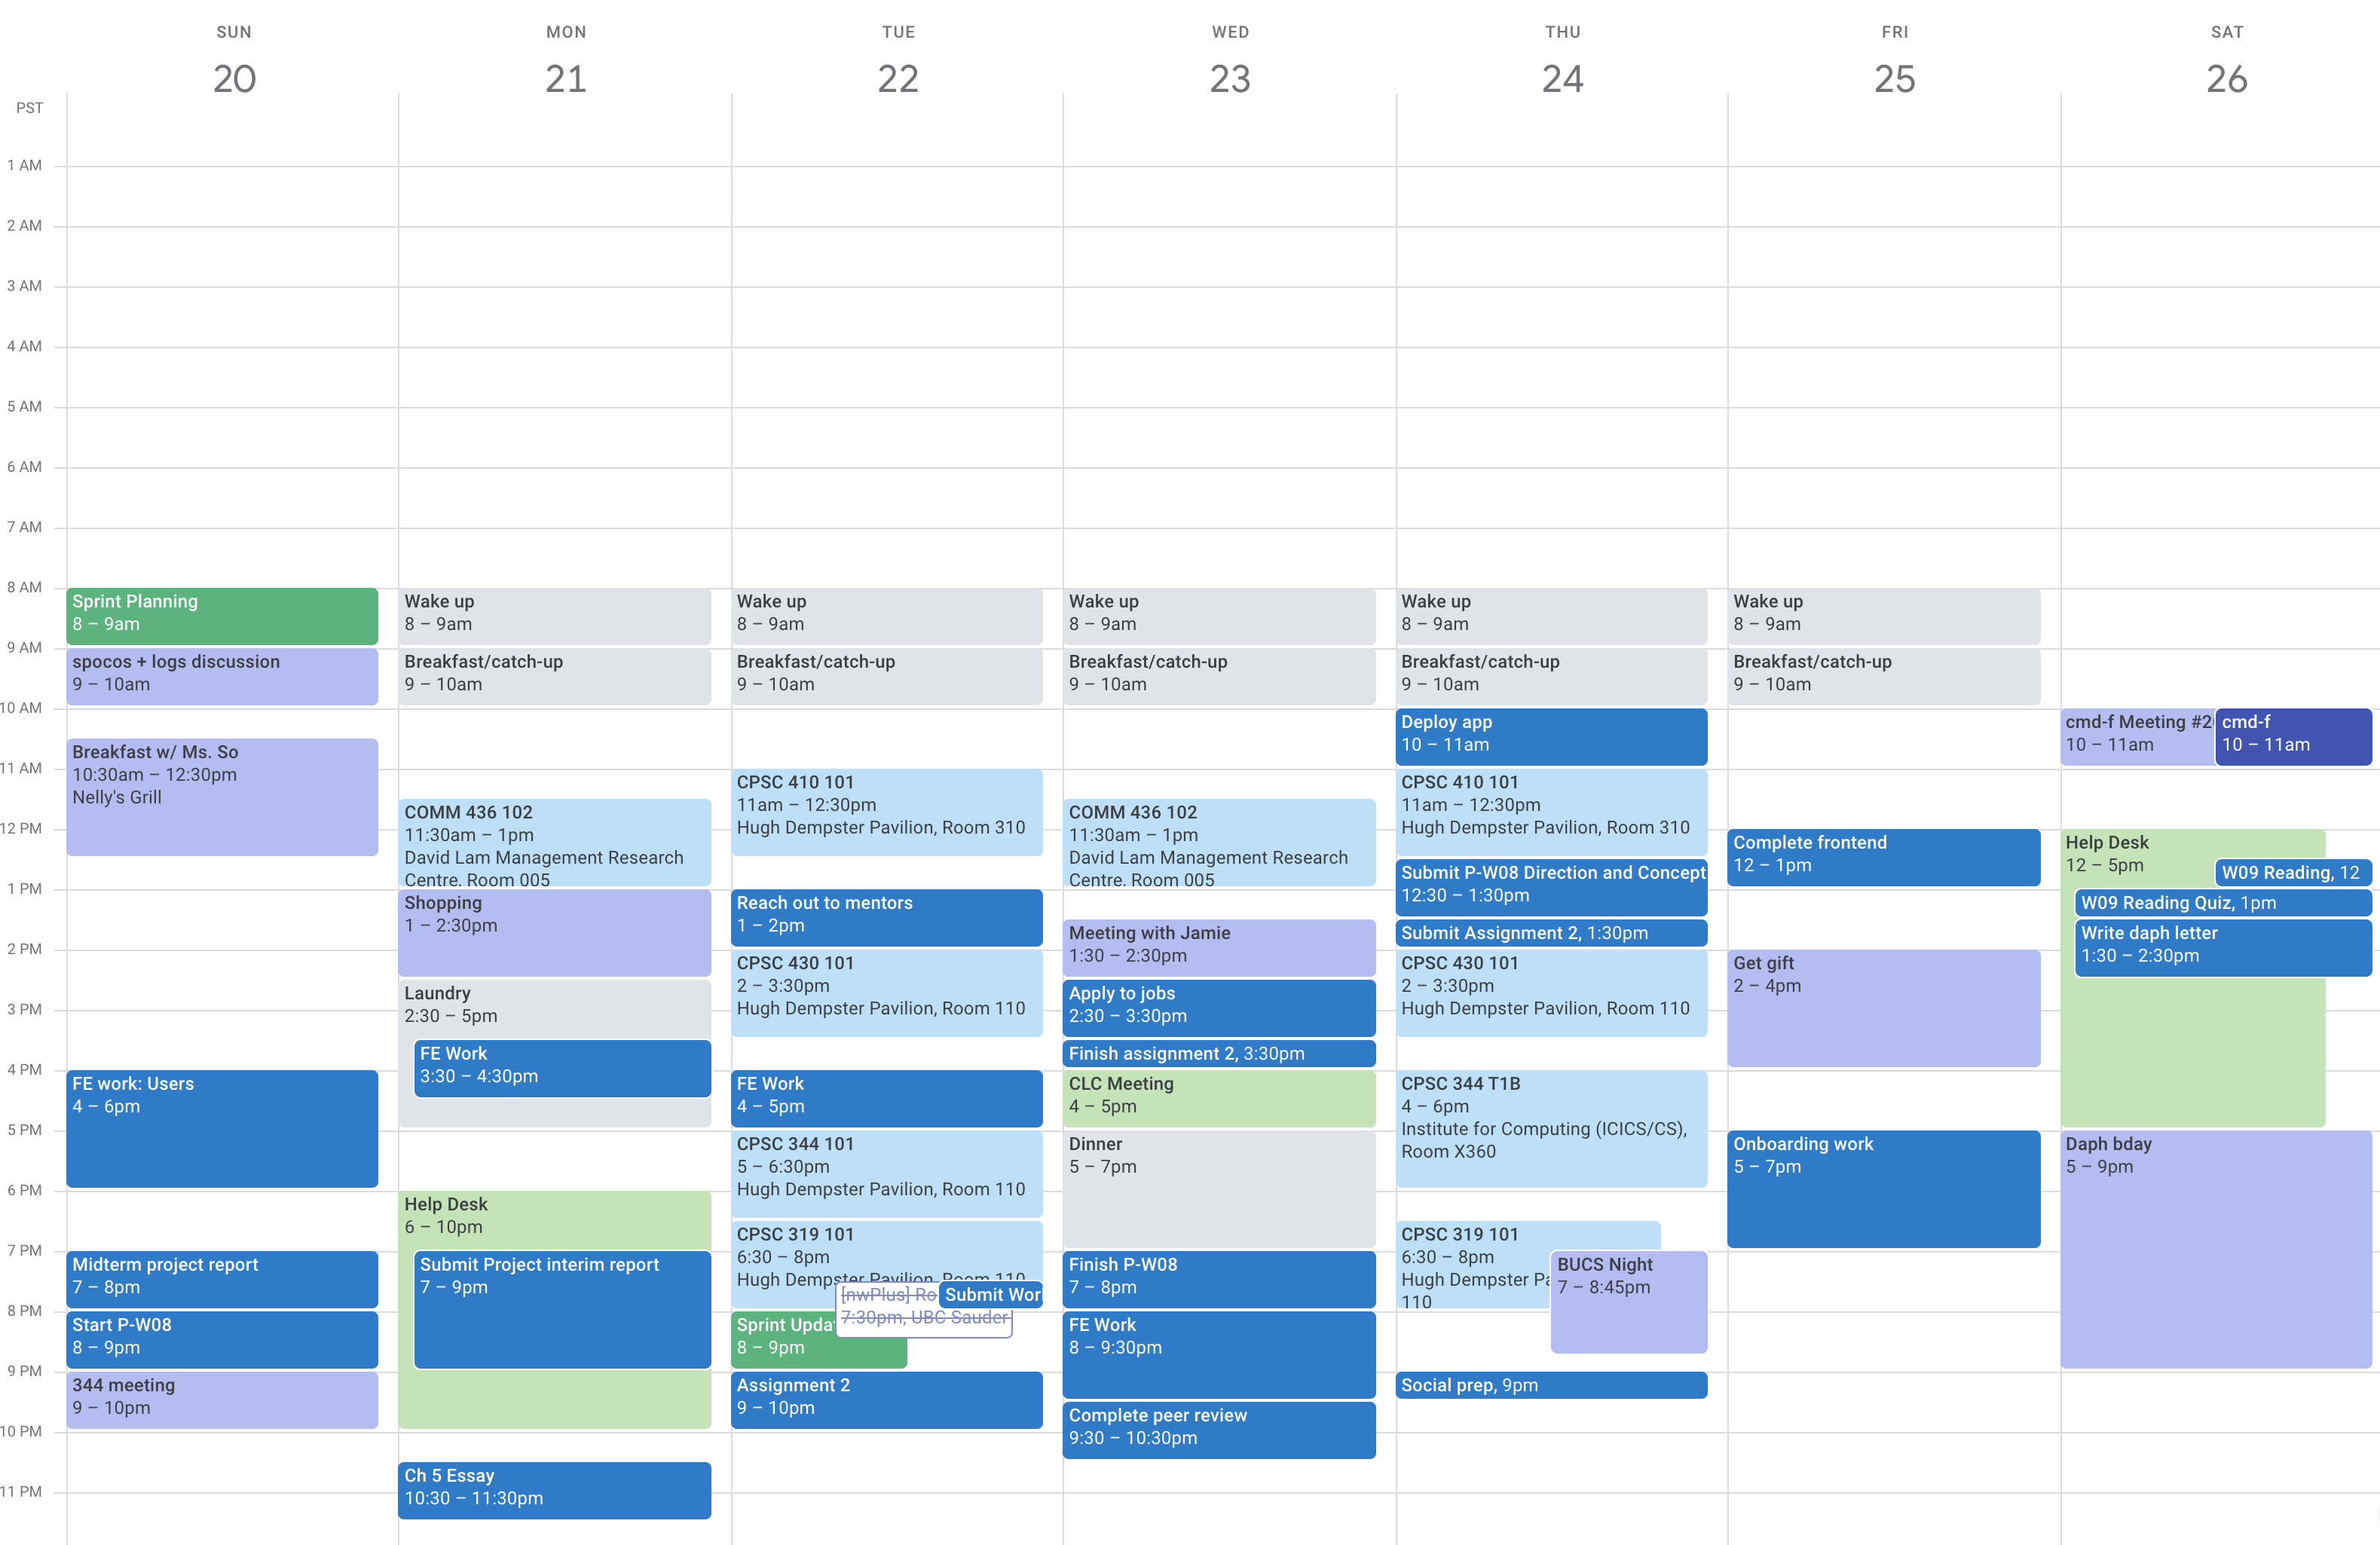 SUN
20
MON
21
TUE
22
WED
23
THU
24
FRI
25
SAT
26
PST
1 AM
2 AM
3 AM
4 AM
5 AM
6 AM
7 AM
8 AM
9 AM
10 AM
11 AM
12 PM
1 PM
2 PM
3 PM
4 PM
5 PM
6 PM
7 PM
8 PM
9 PM
10 PM
11 PM
Sprint Planning
8 – 9am
spocos + logs discussion
9 – 10am
Breakfast w/ Ms. So
10:30am – 12:30pm
Nelly's Grill
FE work: Users
4 – 6pm
Midterm project report
7 – 8pm
Start P-W08
8 – 9pm
344 meeting
9 – 10pm
Wake up
8 – 9am
Breakfast/catch-up
9 – 10am
COMM 436 102
11:30am – 1pm
David Lam Management Research
Centre, Room 005
Shopping
1 – 2:30pm
Laundry
2:30 – 5pm
FE Work
3:30 – 4:30pm
Help Desk
6 – 10pm
Submit Project interim report
7 – 9pm
Ch 5 Essay
10:30 – 11:30pm
Wake up
8 – 9am
Breakfast/catch-up
9 – 10am
CPSC 410 101
11am – 12:30pm
Hugh Dempster Pavilion, Room 310
Reach out to mentors
1 – 2pm
CPSC 430 101
2 – 3:30pm
Hugh Dempster Pavilion, Room 110
FE Work
4 – 5pm
CPSC 344 101
5 – 6:30pm
Hugh Dempster Pavilion, Room 110
CPSC 319 101
6:30 – 8pm
Hugh Dempster Pavilion, Room 110
[nwPlus] Ro
7:30pm, UBC Sauder
Submit Wor
Sprint Upda
8 – 9pm
Assignment 2
9 – 10pm
Wake up
8 – 9am
Breakfast/catch-up
9 – 10am
COMM 436 102
11:30am – 1pm
David Lam Management Research
Centre, Room 005
Meeting with Jamie
1:30 – 2:30pm
Apply to jobs
2:30 – 3:30pm
Finish assignment 2, 3:30pm
CLC Meeting
4 – 5pm
Dinner
5 – 7pm
Finish P-W08
7 – 8pm
FE Work
8 – 9:30pm
Complete peer review
9:30 – 10:30pm
Wake up
8 – 9am
Breakfast/catch-up
9 – 10am
Deploy app
10 – 11am
CPSC 410 101
11am – 12:30pm
Hugh Dempster Pavilion, Room 310
Submit P-W08 Direction and Concept
12:30 – 1:30pm
Submit Assignment 2, 1:30pm
CPSC 430 101
2 – 3:30pm
Hugh Dempster Pavilion, Room 110
CPSC 344 T1B
4 – 6pm
Institute for Computing (ICICS/CS),
Room X360
CPSC 319 101
6:30 – 8pm
Hugh Dempster Pa
110
BUCS Night
7 – 8:45pm
Social prep, 9pm
Wake up
8 – 9am
Breakfast/catch-up
9 – 10am
Complete frontend
12 – 1pm
Get gift
2 – 4pm
Onboarding work
5 – 7pm
cmd-f Meeting #2
10 – 11am
cmd-f
10 – 11am
Help Desk
12 – 5pm
W09 Reading, 12
W09 Reading Quiz, 1pm
Write daph letter
1:30 – 2:30pm
Daph bday
5 – 9pm